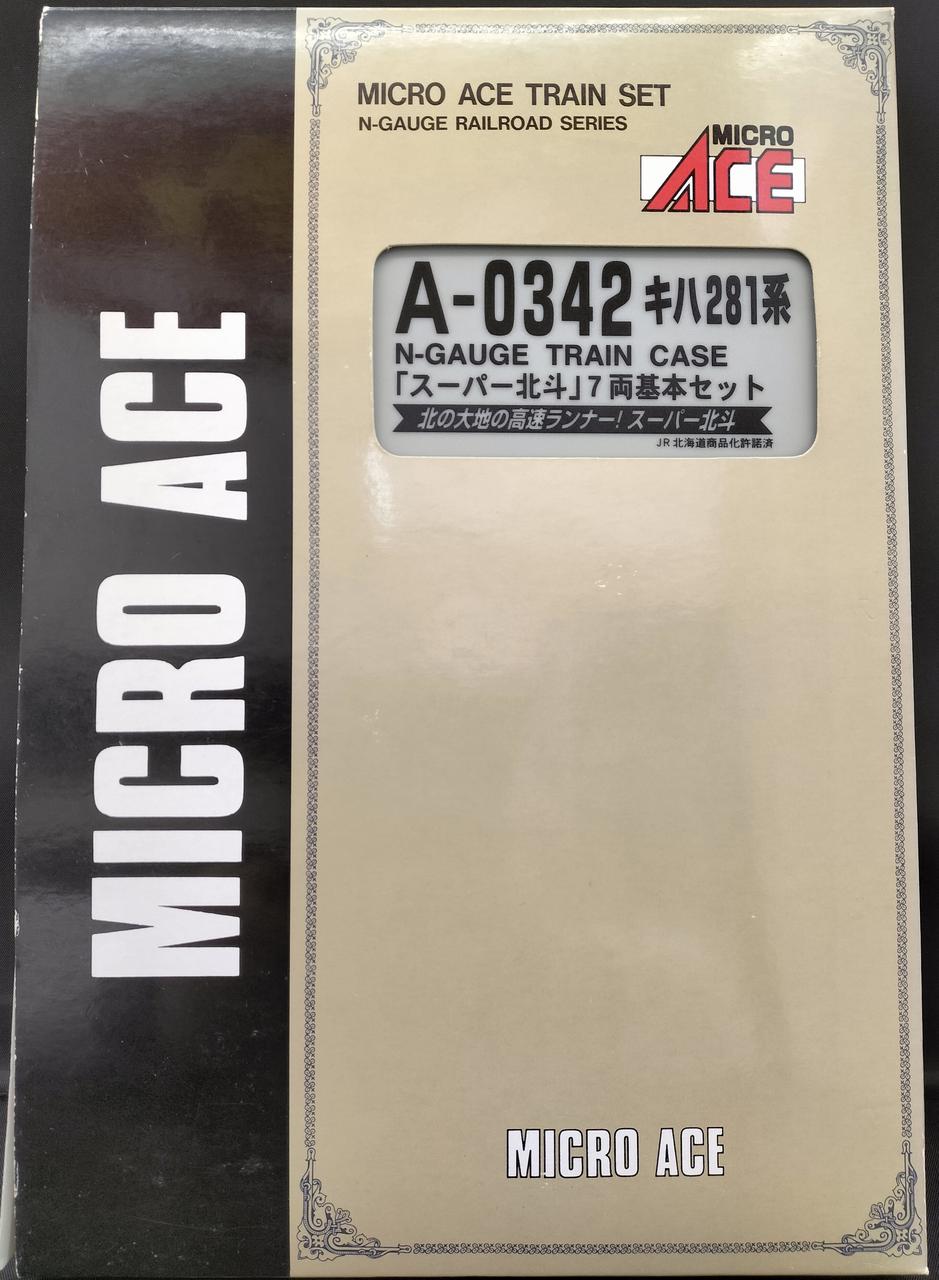 MICRO ACE
MICRO ACE TRAIN SET
N-GAUGE RAILROAD SERIES
MICRO
ACE
A-0342 キハ281系
N-GAUGE TRAIN CASE
「スーパー北斗」7両基本セット
北の大地の高速ランナー! スーパー北斗
JR北海道商品化許諾済
MICRO ACE